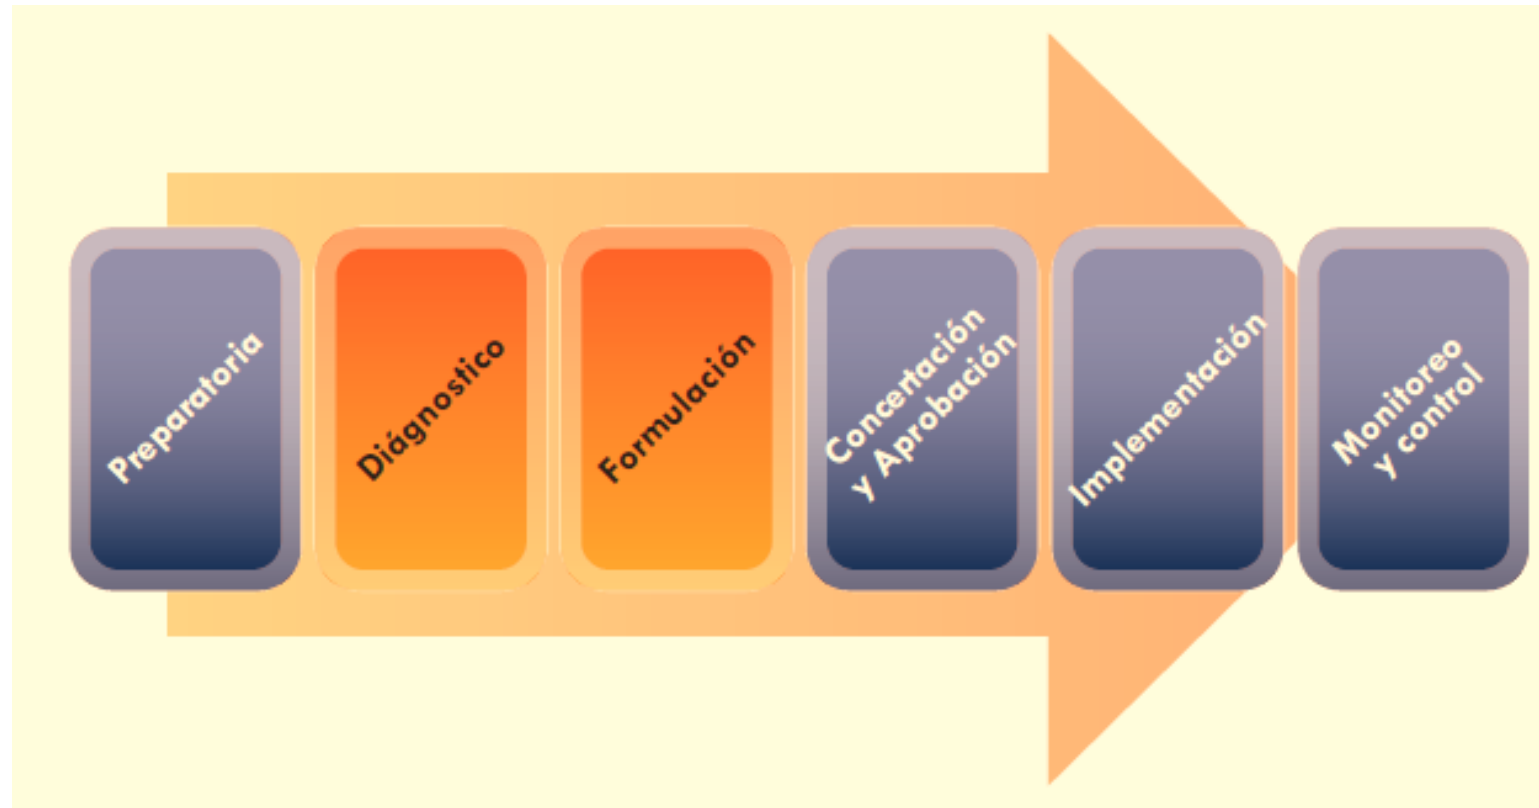 Preparatoria
Diágnostico
Formulación
Concertación
y Aprobación
Implementación
Monitoreo
y control